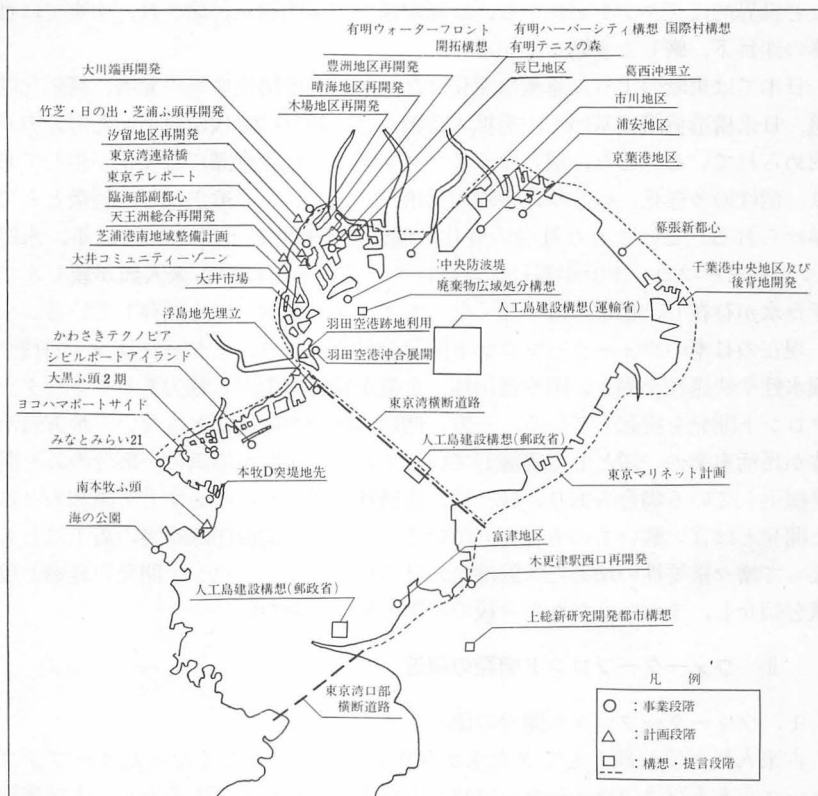 有明ウォーターフロント
開拓構想
有明ハーバーシティ構想 国際村構想
有明テニスの森
大川端再開発
豊洲地区再開発
辰巳地区
葛西沖埋立
晴海地区再開発
竹芝・日の出・芝浦ふ頭再開発
木場地区再開発
市川地区
汐留地区再開発
浦安地区
東京湾連絡橋
京葉港地区
東京テレポート
臨海部副都心
天王洲総合再開発
幕張新都心
芝浦港南地域整備計画
大井コミュニティーゾーン
中央防波堤
千葉港中央地区及び
後背地開発
大井市場
廃棄物広域処分構想
浮島地先埋立
人工島建設構想(運輸省)
羽田空港跡地利用
かわさきテクノピア
羽田空港沖合展開
シビルポートアイランド
大黒ふ頭2期
東京湾横断道路
ヨコハマポートサイド
人工島建設構想(郵政省)
みなとみらい21
本牧D突堤地先
東京マリネット計画
南本牧ふ頭
海の公園
富津地区
木更津駅西口再開発
人工島建設構想(郵政省)
上総新研究開発都市構想
東京湾口部
横断道路
凡 例
○:事業段階
△:計画段階
□:構想・提言段階